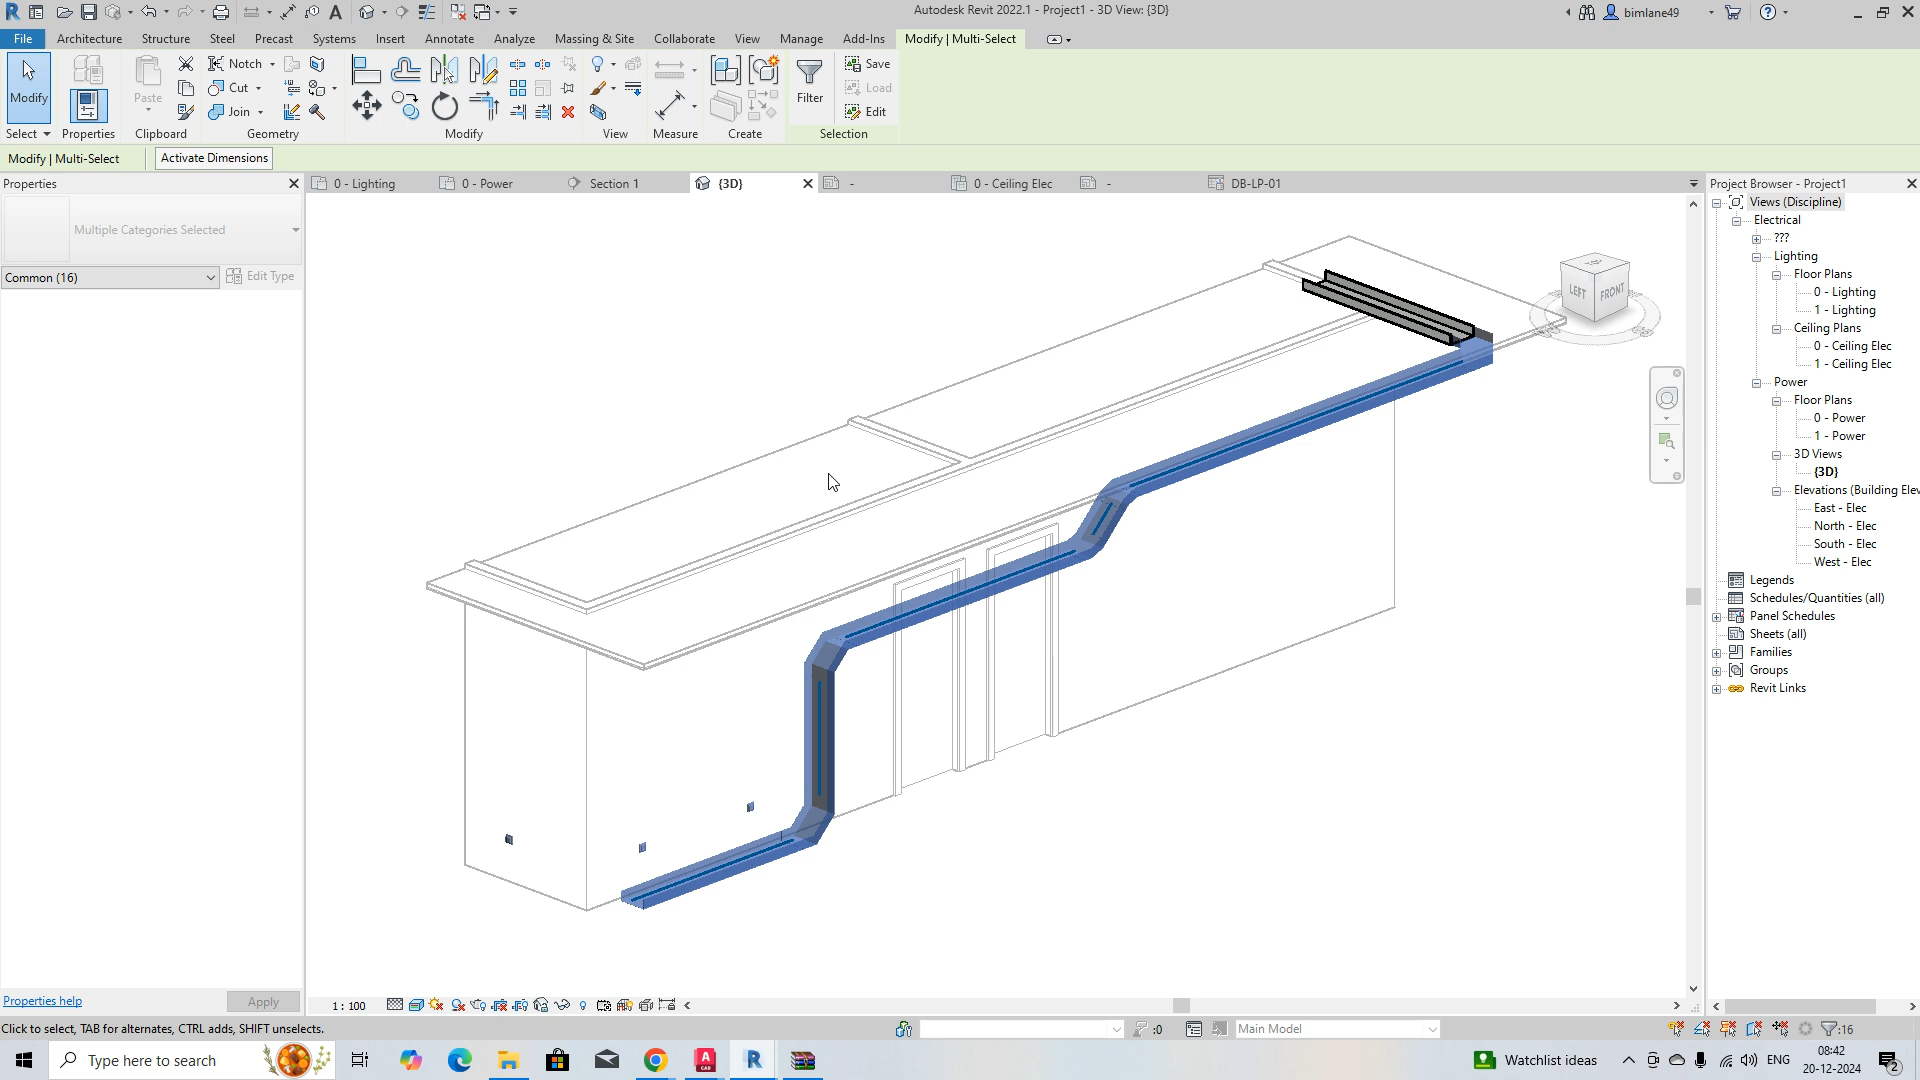 Autodesk Revit 2022.1 - Project1 - 3D View: {3D}
bimlane49
File
Architecture
Structure
Steel
Precast
Systems
Insert
Annotate
Analyze
Massing & Site
Collaborate
View
Manage
Add-Ins
Modify | Multi-Select
Modify
Paste
Notch
Cut
Join
Filter
Save
Load
Edit
Select
Properties
Clipboard
Geometry
Modify
View
Measure
Create
Selection
Modify | Multi-Select
Activate Dimensions
Properties
0 - Lighting
0 - Power
Section 1
{3D}
-
0 - Ceiling Elec
-
DB-LP-01
Project Browser - Project1
Multiple Categories Selected
Common (16)
Edit Type
TOP
LEFT
FRONT
Views (Discipline)
Electrical
???
Lighting
Floor Plans
0 - Lighting
1 - Lighting
Ceiling Plans
0 - Ceiling Elec
1 - Ceiling Elec
Power
Floor Plans
0 - Power
1 - Power
3D Views
{3D}
Elevations (Building Elev
East - Elec
North - Elec
South - Elec
West - Elec
Legends
Schedules/Quantities (all)
Panel Schedules
Sheets (all)
Families
Groups
Revit Links
Properties help
Apply
1 : 100
Click to select, TAB for alternates, CTRL adds, SHIFT unselects.
:0
Main Model
:16
Type here to search
Watchlist ideas
ENG
08:42
20-12-2024
2